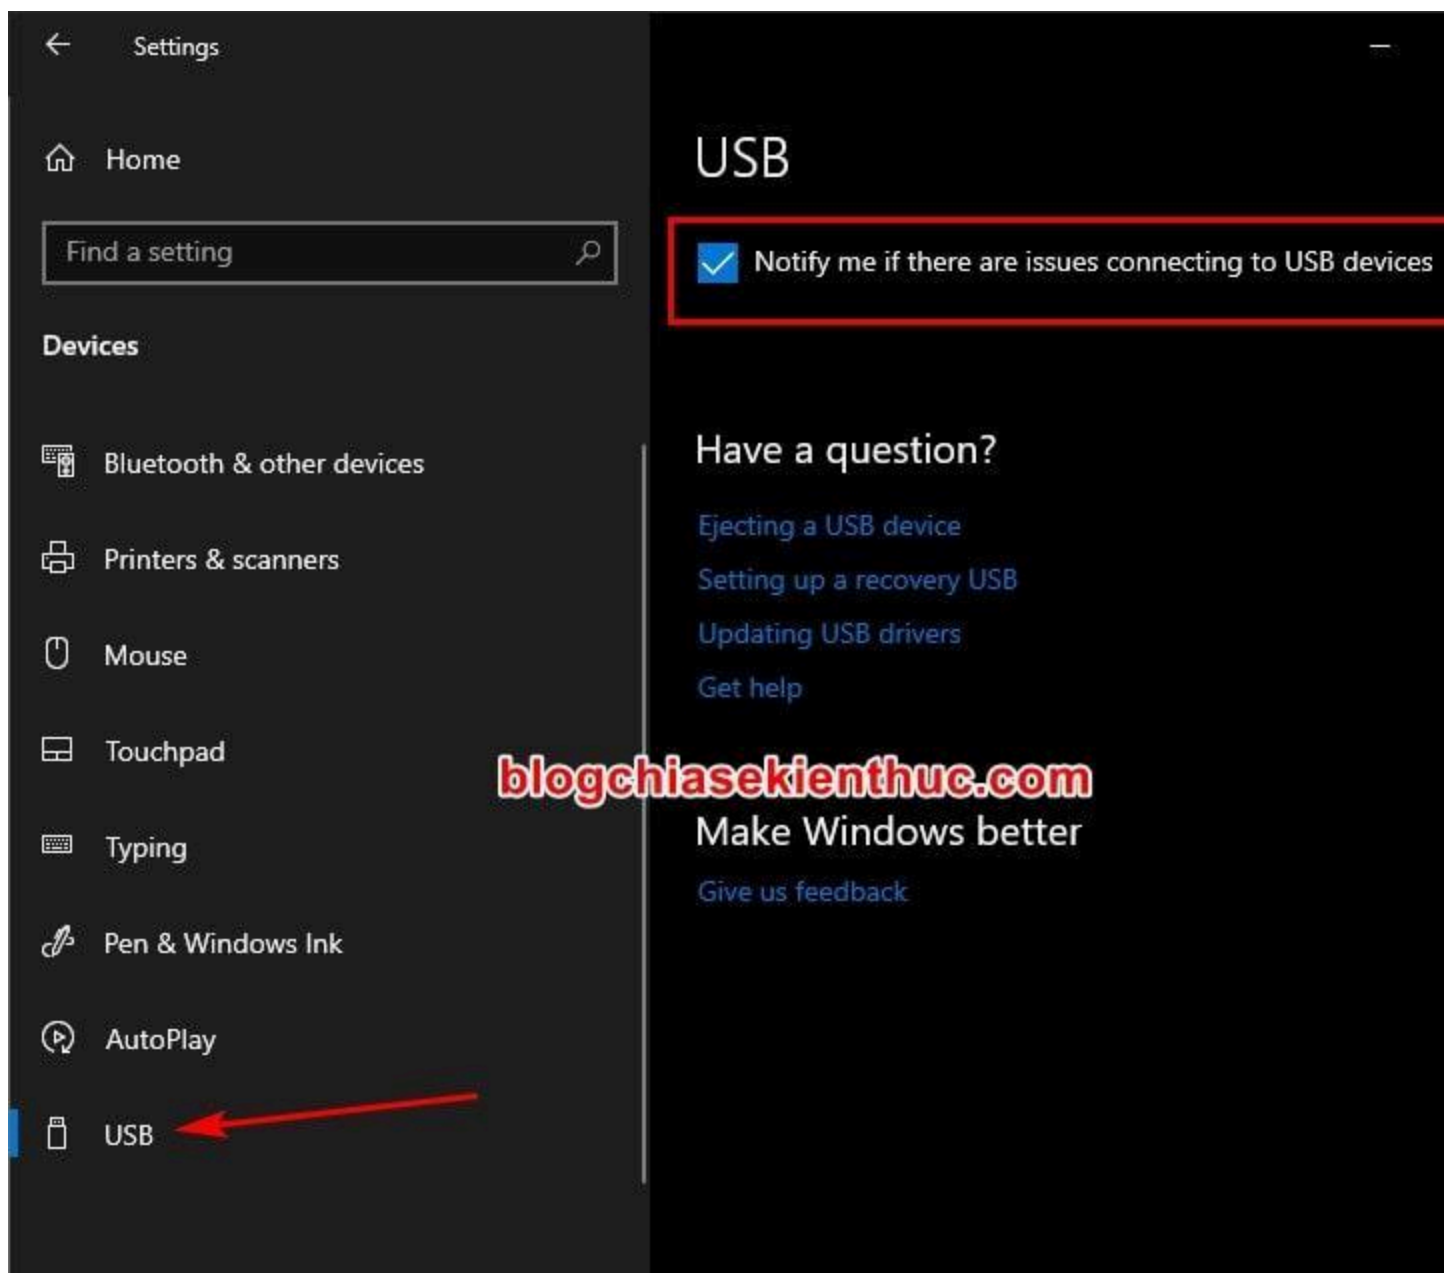 Settings
Home
Find a setting
Devices
Bluetooth & other devices
Printers & scanners
Mouse
Touchpad
Typing
Pen & Windows Ink
AutoPlay
USB
USB
Notify me if there are issues connecting to USB devices
Have a question?
Ejecting a USB device
Setting up a recovery USB
Updating USB drivers
Get help
blogchiasekienthuc.com
Make Windows better
Give us feedback